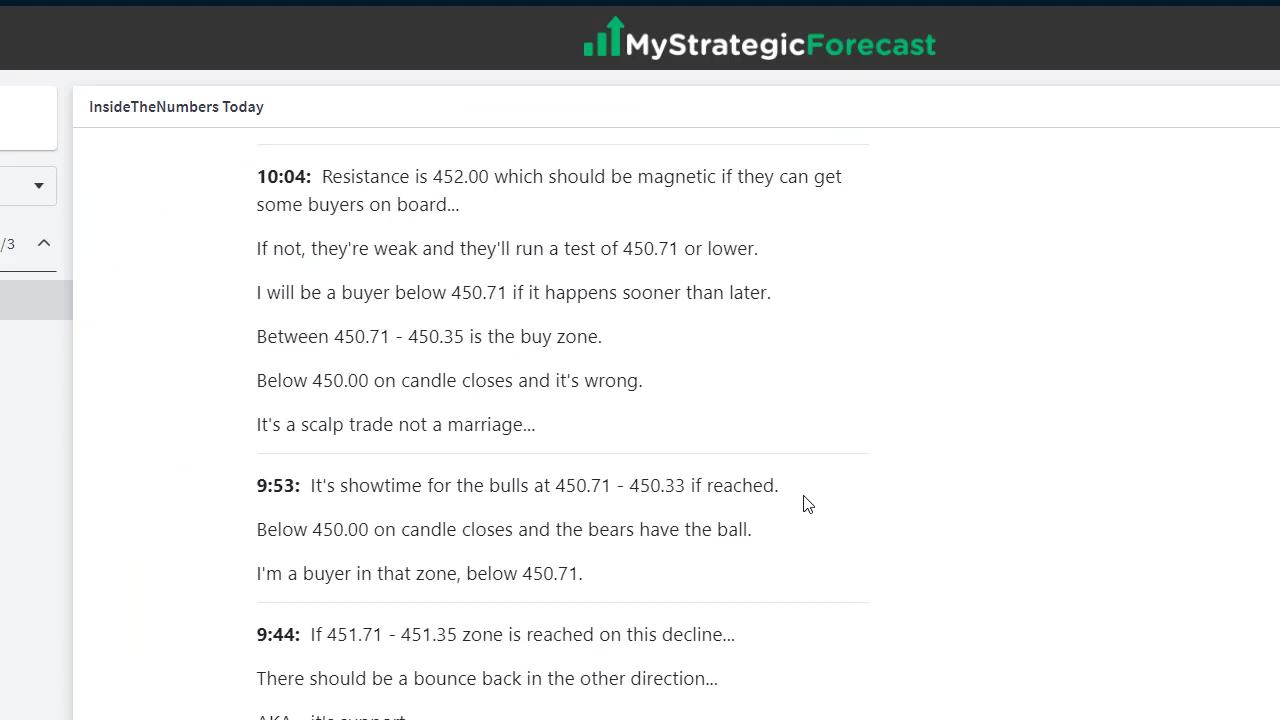 MyStrategicForecast
InsideTheNumbers Today
/3
10:04: Resistance is 452.00 which should be magnetic if they can get
some buyers on board...
If not, they're weak and they'll run a test of 450.71 or lower.
I will be a buyer below 450.71 if it happens sooner than later.
Between 450.71 - 450.35 is the buy zone.
Below 450.00 on candle closes and it's wrong.
It's a scalp trade not a marriage...
9:53: It's showtime for the bulls at 450.71 - 450.33 if reached.
Below 450.00 on candle closes and the bears have the ball.
I'm a buyer in that zone, below 450.71.
9:44: If 451.71 - 451.35 zone is reached on this decline...
There should be a bounce back in the other direction...
AKA it's support